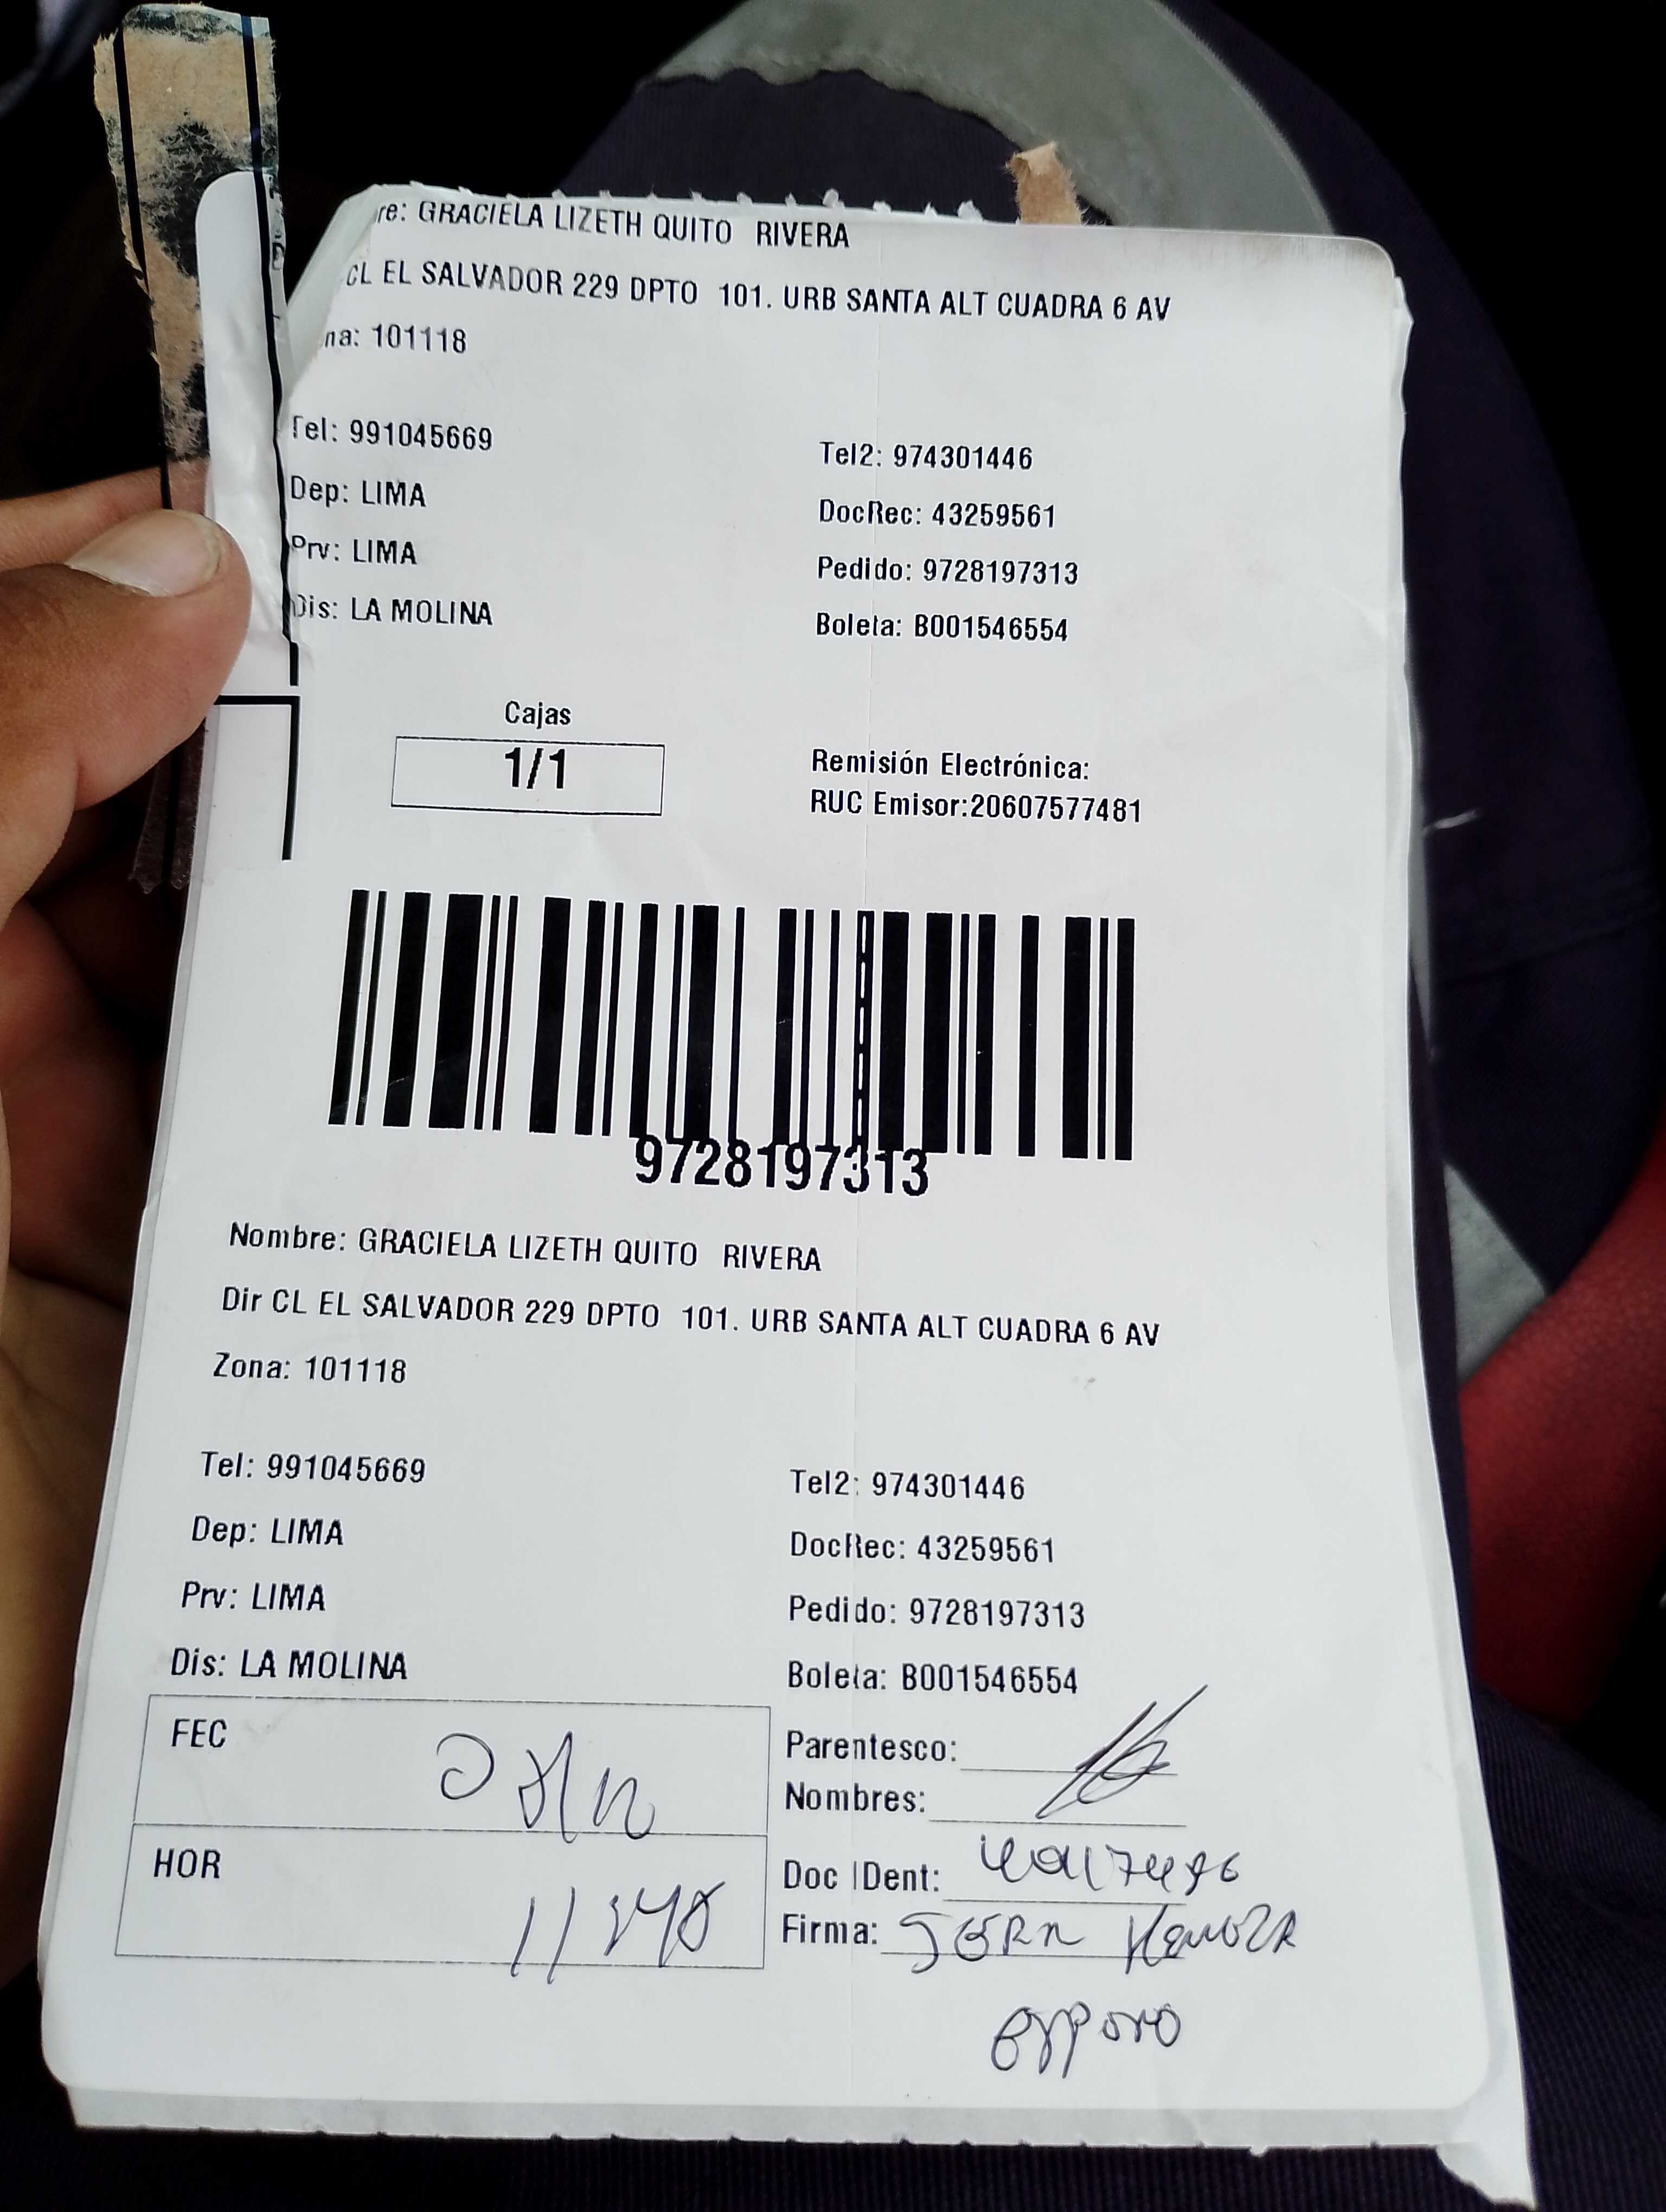 re: GRACIELA LIZETH QUITO RIVERA
CL EL SALVADOR 229 DPTO 101. URB SANTA ALT CUADRA 6 AV
na: 101118
Tel: 991045669 Tel2: 974301446
Dep: LIMA DocRec: 43259561
Prv: LIMA Pedido: 9728197313
Dis: LA MOLINA Boleta: B001546554
Cajas
1/1
Remisión Electrónica:
RUC Emisor:20607577481
9728197313
Nombre: GRACIELA LIZETH QUITO RIVERA
Dir CL EL SALVADOR 229 DPTO 101. URB SANTA ALT CUADRA 6 AV
Zona: 101118
Tel: 991045669 Tel2: 974301446
Dep: LIMA DocRec: 43259561
Prv: LIMA Pedido: 9728197313
Dis: LA MOLINA Boleta: B001546554
FEC
Parentesco:
Nombres:
HOR
Doc IDent:
Firma: